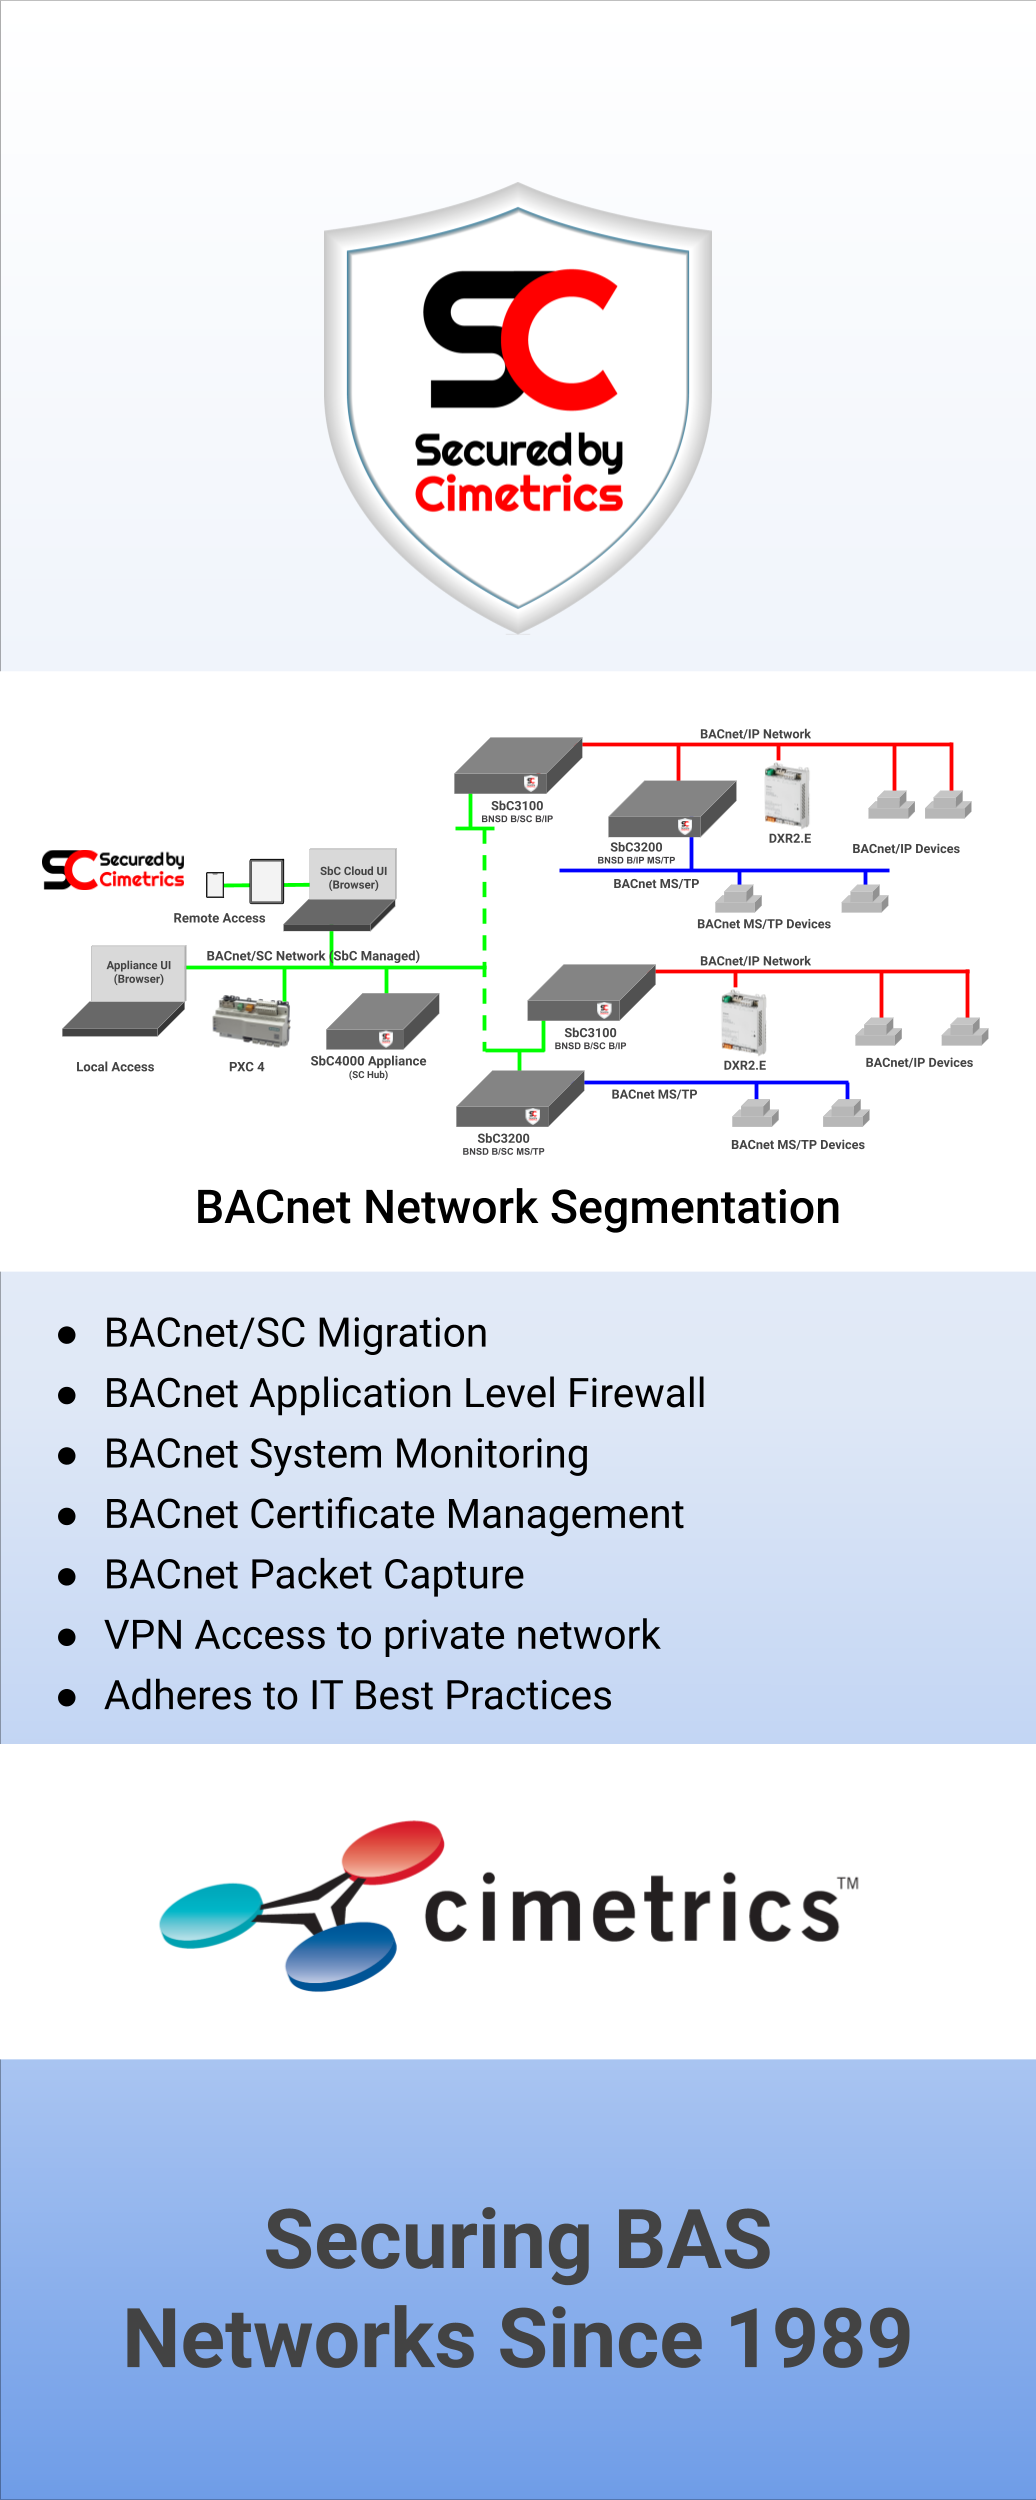 SC
Secured by
Cimetrics
BACnet/IP Network
SbC3100
BNSD B/SC B/IP
SbC3200
BNSD B/IP MS/TP
DXR2.E
BACnet/IP Devices
BACnet MS/TP
BACnet MS/TP Devices
SC Secured by
Cimetrics
SbC Cloud UI
(Browser)
Remote Access
BACnet/SC Network (SbC Managed)
Appliance UI
(Browser)
Local Access
PXC 4
SbC4000 Appliance
(SC Hub)
BACnet/IP Network
SbC3100
BNSD B/SC B/IP
DXR2.E
BACnet/IP Devices
BACnet MS/TP
SbC3200
BNSD B/SC MS/TP
BACnet MS/TP Devices
BACnet Network Segmentation
● BACnet/SC Migration
● BACnet Application Level Firewall
● BACnet System Monitoring
● BACnet Certificate Management
● BACnet Packet Capture
● VPN Access to private network
● Adheres to IT Best Practices
cimetrics™
Securing BAS
Networks Since 1989